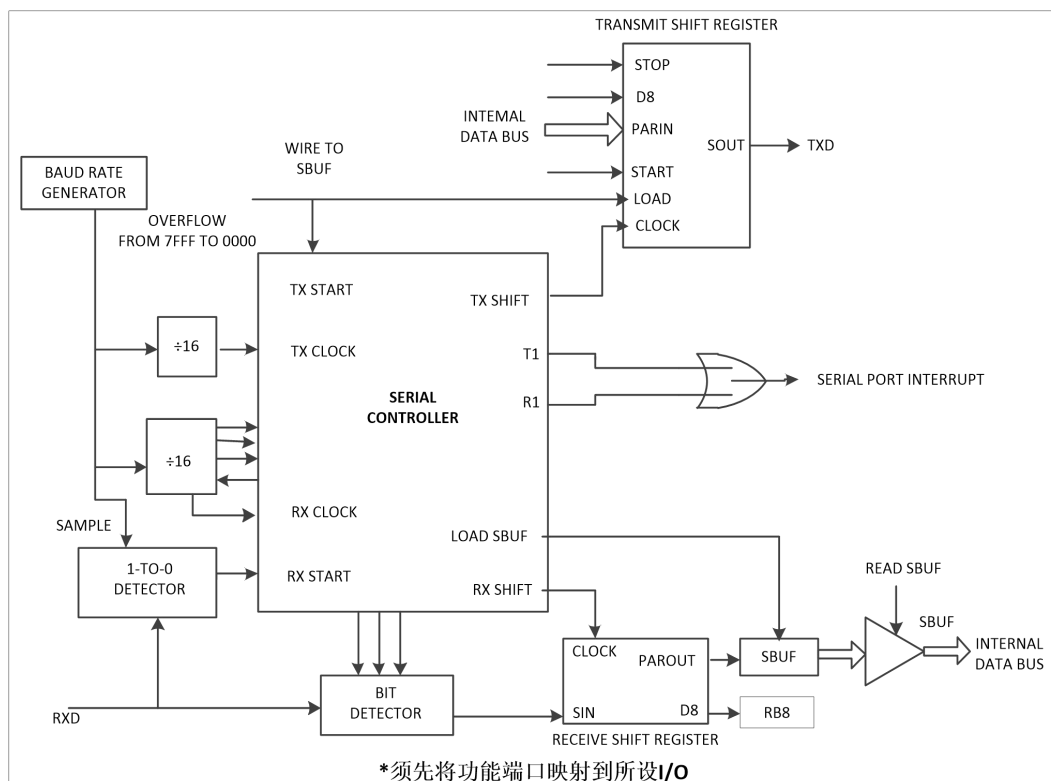 TRANSMIT SHIFT REGISTER
STOP
D8
INTEMAL
DATA BUS
PARIN
SOUT
TXD
START
LOAD
CLOCK
WIRE TO
SBUF
BAUD RATE
GENERATOR
OVERFLOW
FROM 7FFF TO 0000
TX START
TX SHIFT
÷16
TX CLOCK
T1
SERIAL
CONTROLLER
R1
SERIAL PORT INTERRUPT
÷16
RX CLOCK
SAMPLE
LOAD SBUF
1-TO-0
DETECTOR
RX START
RX SHIFT
READ SBUF
SBUF
CLOCK
PAROUT
SBUF
INTERNAL
DATA BUS
BIT
DETECTOR
RXD
SIN
D8
RB8
RECEIVE SHIFT REGISTER
*须先将功能端口映射到所设I/O